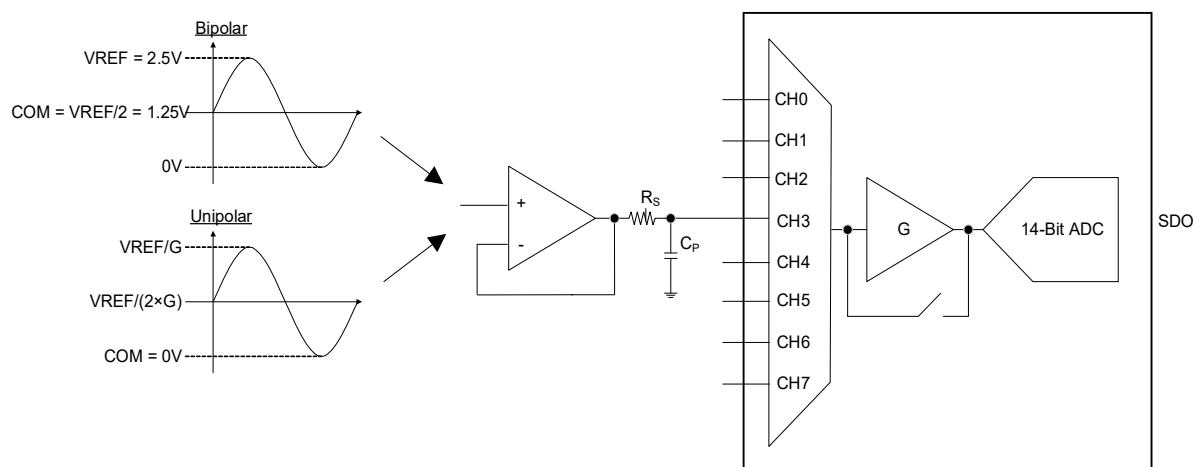 Bipolar
VREF = 2.5V
COM = VREF/2 = 1.25V
0V
Unipolar
VREF/G
VREF/(2×G)
COM = 0V
+
-
RS
CP
CH0
CH1
CH2
CH3
CH4
CH5
CH6
CH7
G
14-Bit ADC
SDO